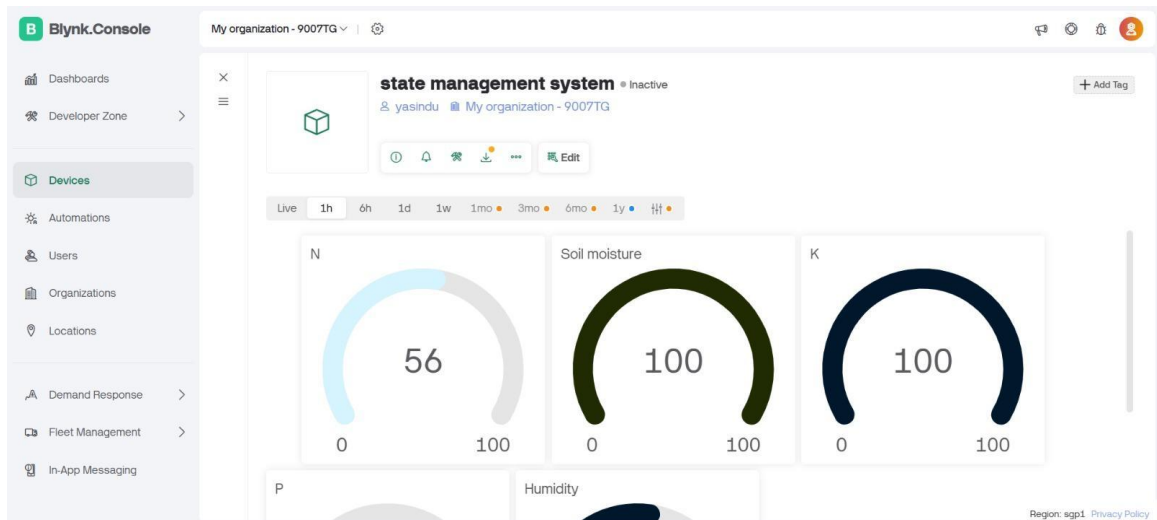 B Blynk.Console
My organization - 9007TG
Dashboards
Developer Zone
Devices
Automations
Users
Organizations
Locations
Demand Response
Fleet Management
In-App Messaging
state management system Inactive
yasindu My organization - 9007TG
+ Add Tag
Edit
Live 1h 6h 1d 1w 1mo 3mo 6mo 1y
N
56
0 100
Soil moisture
100
0 100
K
100
0 100
P
Humidity
Region: sgp1 Privacy Policy